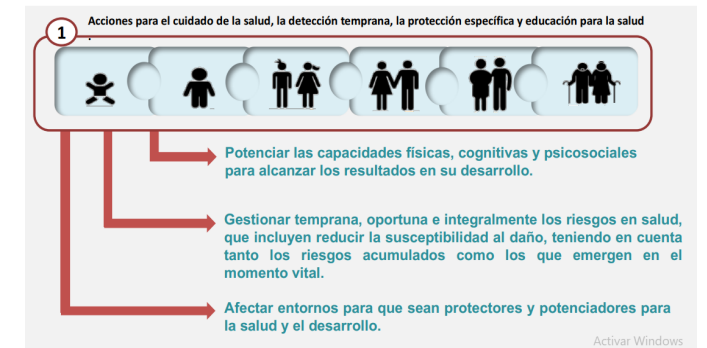 Acciones para el cuidado de la salud, la detección temprana, la protección específica y educación para la salud
.
1
Potenciar las capacidades físicas, cognitivas y psicosociales
para alcanzar los resultados en su desarrollo.
Gestionar temprana, oportuna e integralmente los riesgos en salud,
que incluyen reducir la susceptibilidad al daño, teniendo en cuenta
tanto los riesgos acumulados como los que emergen en el
momento vital.
Afectar entornos para que sean protectores y potenciadores para
la salud y el desarrollo.
Activar Windows